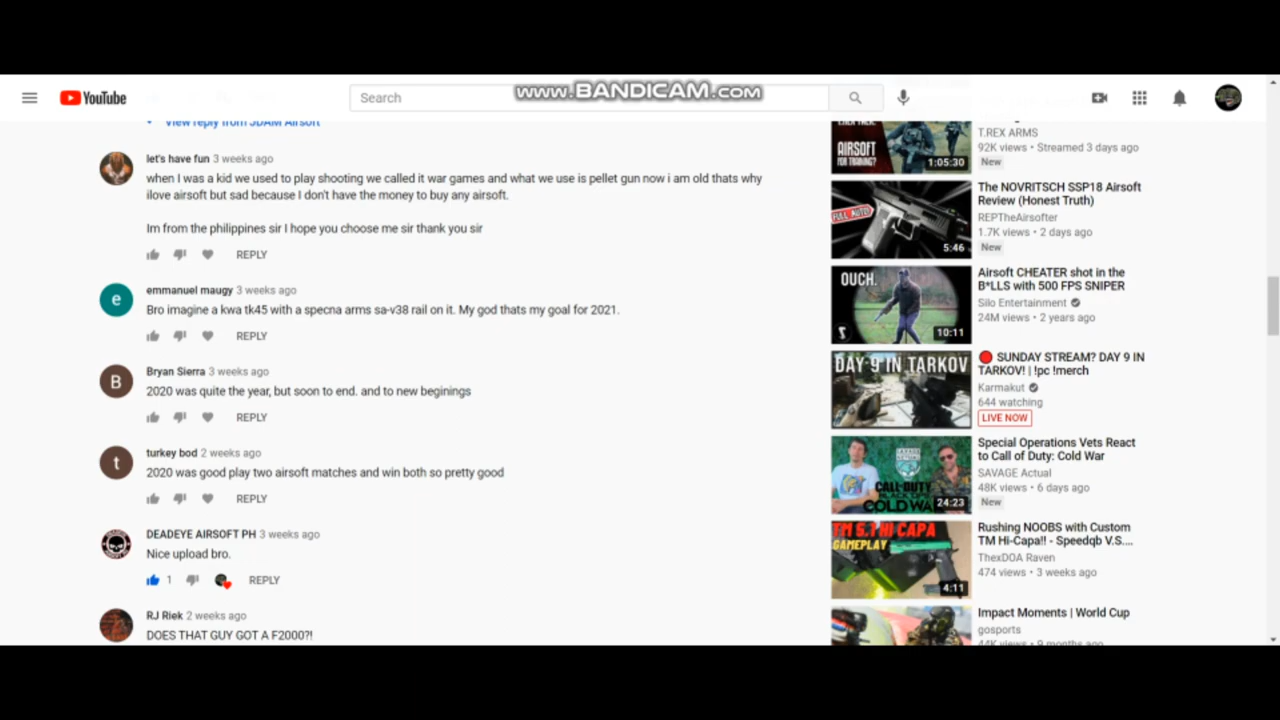 www.BANDICAM.com
YouTube
Search
View reply from JDAM Airsoft
let's have fun 3 weeks ago
when I was a kid we used to play shooting we called it war games and what we use is pellet gun now i am old thats why
ilove airsoft but sad because I don't have the money to buy any airsoft.
Im from the philippines sir I hope you choose me sir thank you sir
REPLY
e
emmanuel maugy 3 weeks ago
Bro imagine a kwa tk45 with a specna arms sa-v38 rail on it. My god thats my goal for 2021.
REPLY
B
Bryan Sierra 3 weeks ago
2020 was quite the year, but soon to end. and to new beginings
REPLY
t
turkey bod 2 weeks ago
2020 was good play two airsoft matches and win both so pretty good
REPLY
DEADEYE AIRSOFT PH 3 weeks ago
Nice upload bro.
1 REPLY
RJ Riek 2 weeks ago
DOES THAT GUY GOT A F2000?!
AIRSOFT
FOR TRAINING?
1:05:30
T.REX ARMS
92K views • Streamed 3 days ago
New
FULL AUTO
5:46
The NOVRITSCH SSP18 Airsoft
Review (Honest Truth)
REPTheAirsofter
1.7K views • 2 days ago
New
OUCH.
10:11
Airsoft CHEATER shot in the
B*LLS with 500 FPS SNIPER
Silo Entertainment
24M views • 2 years ago
DAY 9 IN TARKOV
🔴 SUNDAY STREAM? DAY 9 IN
TARKOV! | !pc !merch
Karmakut
644 watching
LIVE NOW
CALL OF DUTY
BLACK OPS
COLD WA
24:23
Special Operations Vets React
to Call of Duty: Cold War
SAVAGE Actual
48K views • 6 days ago
New
TM 5.1 HI CAPA
GAMEPLAY
4:11
Rushing NOOBS with Custom
TM Hi-Capa!! - Speedqb V.S....
ThexDOA Raven
474 views • 3 weeks ago
Impact Moments | World Cup
gosports
44K views • 9 months ago